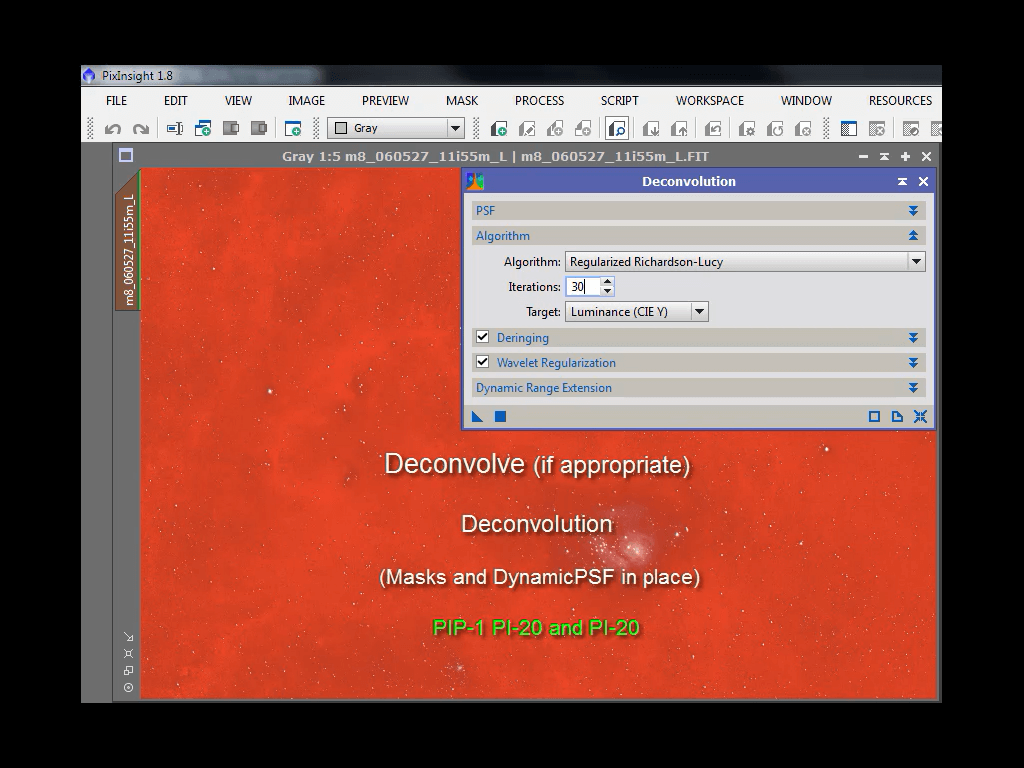 PixInsight 1.8
FILE EDIT VIEW IMAGE PREVIEW MASK PROCESS SCRIPT WORKSPACE WINDOW RESOURCES
Gray
Gray 1:5 m8_060527_11i55m_L | m8_060527_11i55m_L.FIT
m8_060527_11i55m_L
Deconvolution
PSF
Algorithm
Algorithm: Regularized Richardson-Lucy
Iterations: 30
Target: Luminance (CIE Y)
Deringing
Wavelet Regularization
Dynamic Range Extension
Deconvolve (if appropriate)
Deconvolution
(Masks and DynamicPSF in place)
PIP-1 PI-20 and PI-20